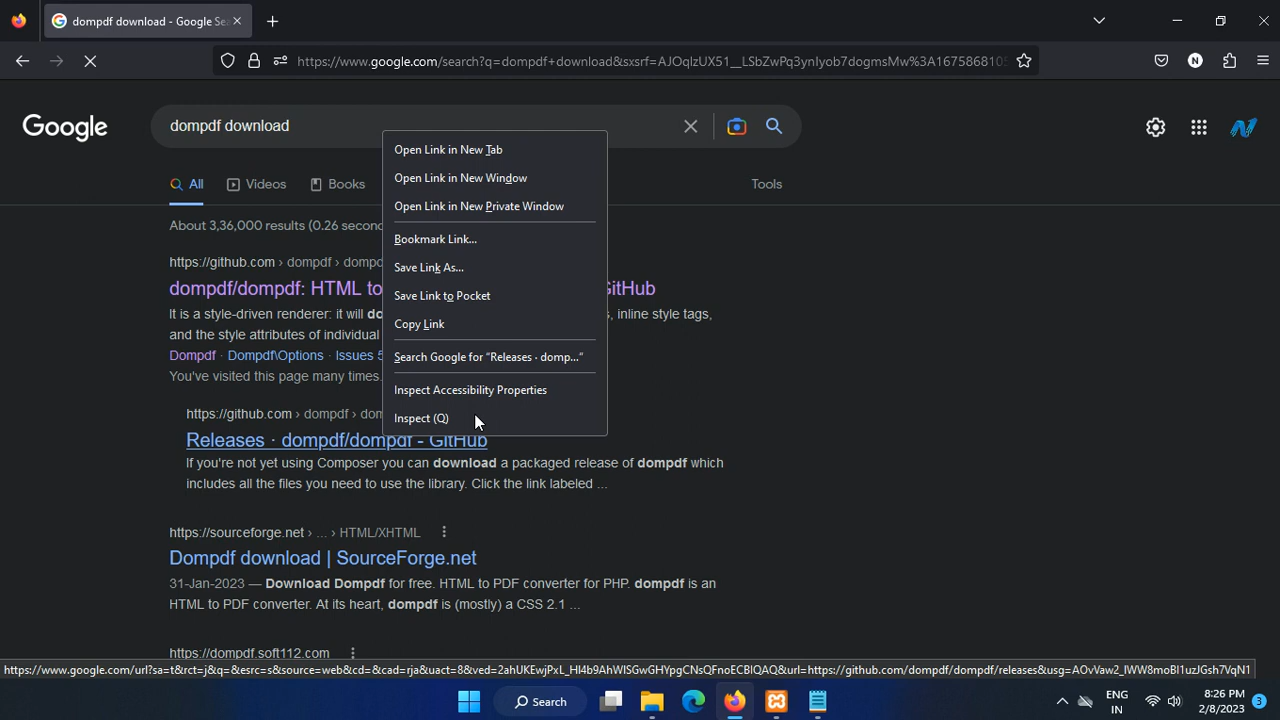 dompdf download - Google Sea
https://www.google.com/search?q=dompdf+download&sxsrf=AJOqlzUX51__LSbZwPq3ynIyob7dogmsMw%3A1675868105
Google
dompdf download
All
Videos
Books
Tools
About 3,36,000 results (0.26 secon
https://github.com › dompdf › domp
dompdf/dompdf: HTML to
itHub
It is a style-driven renderer: it will do
s, inline style tags,
and the style attributes of individual
Dompdf · Dompdf\Options · Issues 5
You've visited this page many times.
https://github.com › dompdf › dom
Releases · dompdf/dompdf - GitHub
If you're not yet using Composer you can download a packaged release of dompdf which
includes all the files you need to use the library. Click the link labeled ...
https://sourceforge.net › ... › HTML/XHTML
Dompdf download | SourceForge.net
31-Jan-2023 — Download Dompdf for free. HTML to PDF converter for PHP. dompdf is an
HTML to PDF converter. At its heart, dompdf is (mostly) a CSS 2.1 ...
https://dompdf.soft112.com
Open Link in New Tab
Open Link in New Window
Open Link in New Private Window
Bookmark Link...
Save Link As...
Save Link to Pocket
Copy Link
Search Google for "Releases · domp..."
Inspect Accessibility Properties
Inspect (Q)
https://www.google.com/url?sa=t&rct=j&q=&esrc=s&source=web&cd=&cad=rja&uact=8&ved=2ahUKEwjPxL_Hl4b9AhWISGwGHYpgCNsQFnoECBIQAQ&url=https://github.com/dompdf/dompdf/releases&usg=AOvVaw2_IWW8moBl1uzJGsh7VqN1
Search
ENG
IN
8:26 PM
2/8/2023
3